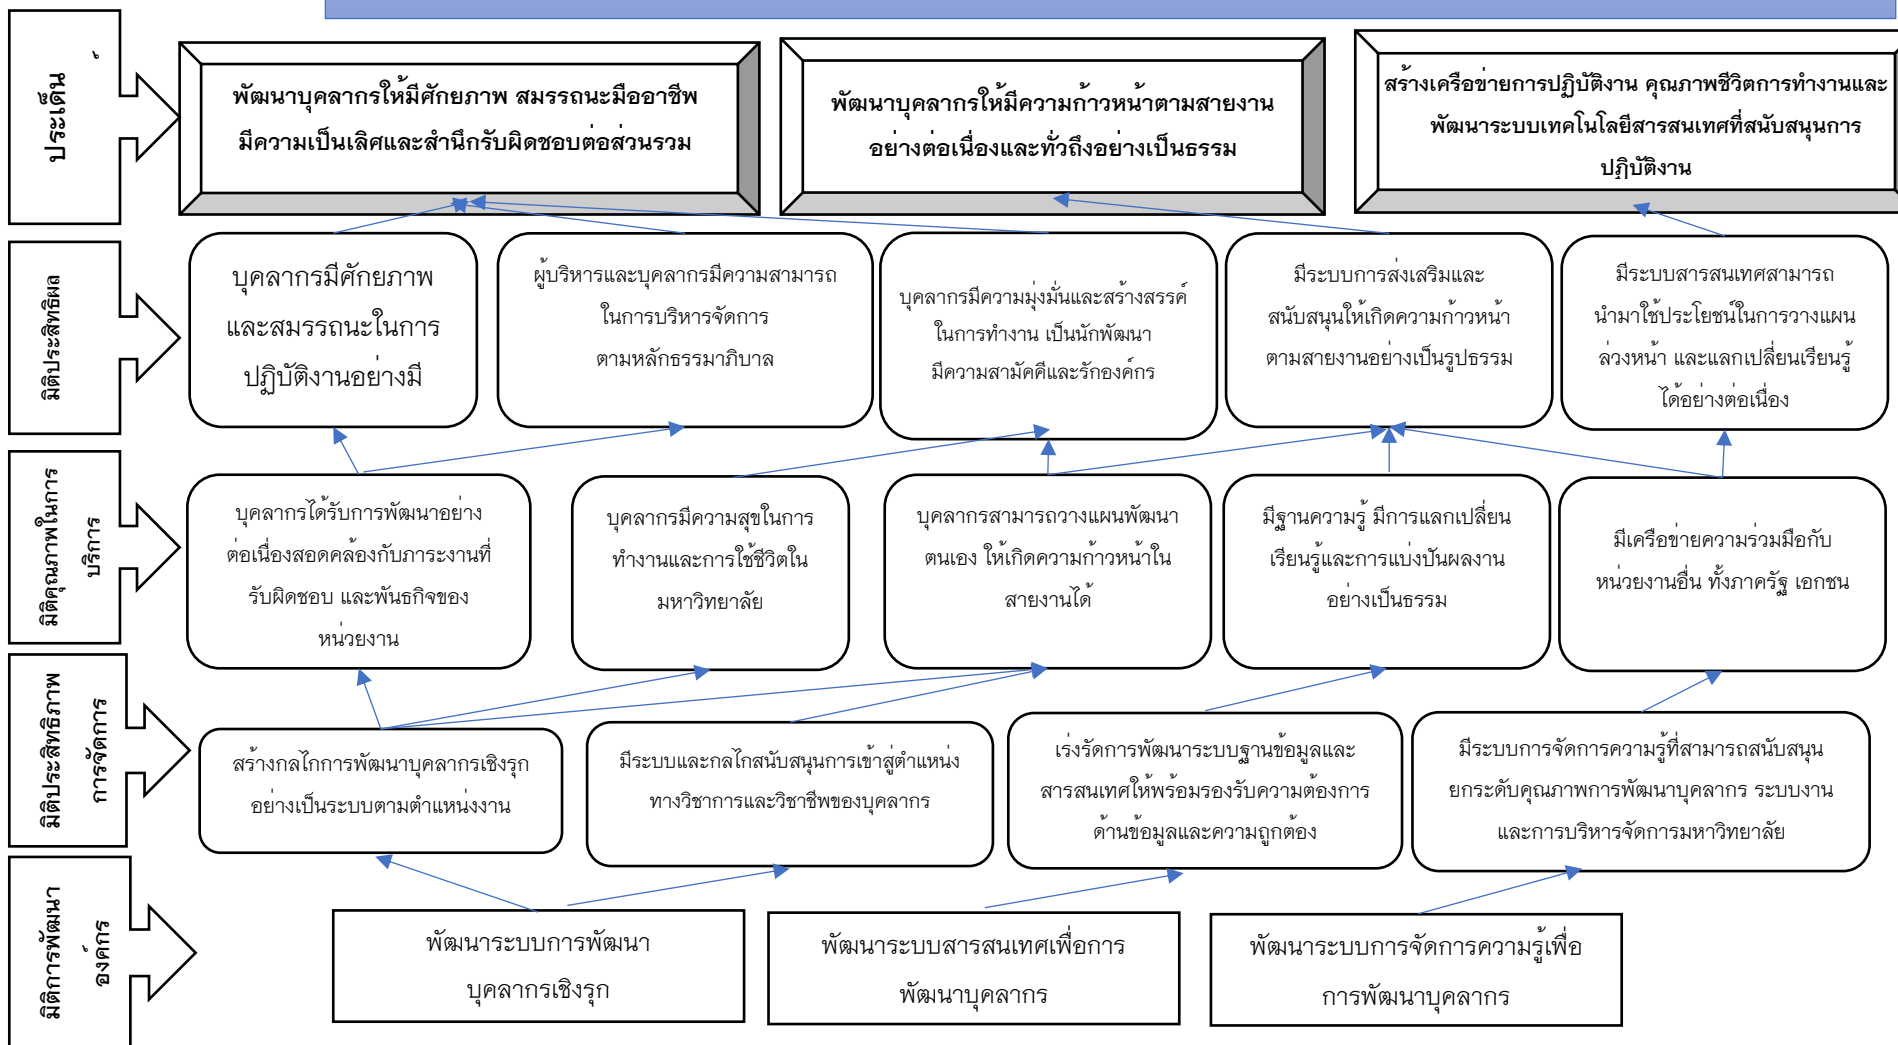 ประเด็น
พัฒนาบุคลากรให้มีศักยภาพ สมรรถนะมืออาชีพ
มีความเป็นเลิศและสำนึกรับผิดชอบต่อส่วนรวม
พัฒนาบุคลากรให้มีความก้าวหน้าตามสายงาน
อย่างต่อเนื่องและทั่วถึงอย่างเป็นธรรม
สร้างเครือข่ายการปฏิบัติงาน คุณภาพชีวิตการทำงานและ
พัฒนาระบบเทคโนโลยีสารสนเทศที่สนับสนุนการ
ปฏิบัติงาน
มิติประสิทธิผล
บุคลากรมีศักยภาพ
และสมรรถนะในการ
ปฏิบัติงานอย่างมี
ผู้บริหารและบุคลากรมีความสามารถ
ในการบริหารจัดการ
ตามหลักธรรมาภิบาล
บุคลากรมีความมุ่งมั่นและสร้างสรรค์
ในการทำงาน เป็นนักพัฒนา
มีความสามัคคีและรักองค์กร
มีระบบการส่งเสริมและ
สนับสนุนให้เกิดความก้าวหน้า
ตามสายงานอย่างเป็นรูปธรรม
มีระบบสารสนเทศสามารถ
นำมาใช้ประโยชน์ในการวางแผน
ล่วงหน้า และแลกเปลี่ยนเรียนรู้
ได้อย่างต่อเนื่อง
มิติคุณภาพในการ
บริการ
บุคลากรได้รับการพัฒนาอย่าง
ต่อเนื่องสอดคล้องกับภาระงานที่
รับผิดชอบ และพันธกิจของ
หน่วยงาน
บุคลากรมีความสุขในการ
ทำงานและการใช้ชีวิตใน
มหาวิทยาลัย
บุคลากรสามารถวางแผนพัฒนา
ตนเอง ให้เกิดความก้าวหน้าใน
สายงานได้
มีฐานความรู้ มีการแลกเปลี่ยน
เรียนรู้และการแบ่งปันผลงาน
อย่างเป็นธรรม
มีเครือข่ายความร่วมมือกับ
หน่วยงานอื่น ทั้งภาครัฐ เอกชน
มิติประสิทธิภาพ
การจัดการ
สร้างกลไกการพัฒนาบุคลากรเชิงรุก
อย่างเป็นระบบตามตำแหน่งงาน
มีระบบและกลไกสนับสนุนการเข้าสู่ตำแหน่ง
ทางวิชาการและวิชาชีพของบุคลากร
เร่งรัดการพัฒนาระบบฐานข้อมูลและ
สารสนเทศให้พร้อมรองรับความต้องการ
ด้านข้อมูลและความถูกต้อง
มีระบบการจัดการความรู้ที่สามารถสนับสนุน
ยกระดับคุณภาพการพัฒนาบุคลากร ระบบงาน
และการบริหารจัดการมหาวิทยาลัย
มิติการพัฒนา
องค์กร
พัฒนาระบบการพัฒนา
บุคลากรเชิงรุก
พัฒนาระบบสารสนเทศเพื่อการ
พัฒนาบุคลากร
พัฒนาระบบการจัดการความรู้เพื่อ
การพัฒนาบุคลากร